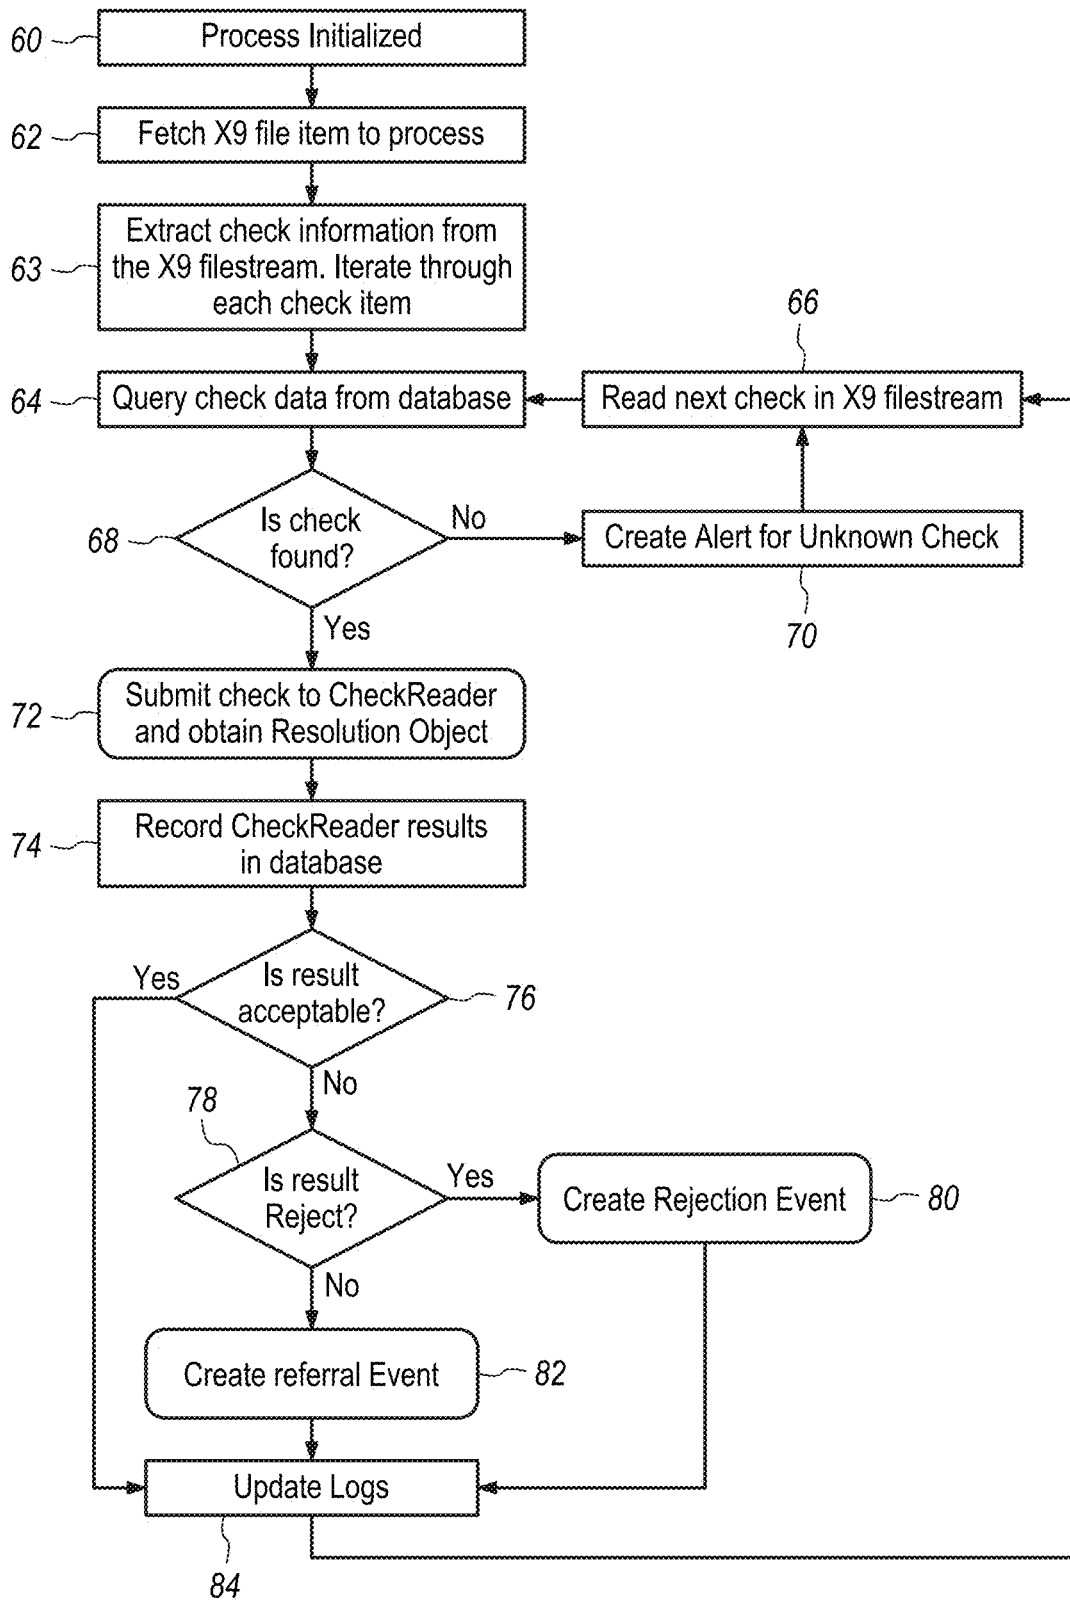 60
Process Initialized
62
Fetch X9 file item to process
63
Extract check information from
the X9 filestream. Iterate through
each check item
66
64
Query check data from database
Read next check in X9 filestream
68
Is check
found?
No
Create Alert for Unknown Check
70
Yes
72
Submit check to CheckReader
and obtain Resolution Object
74
Record CheckReader results
in database
Yes
Is result
acceptable?
76
No
78
Is result
Reject?
Yes
Create Rejection Event
80
No
Create referral Event
82
Update Logs
84